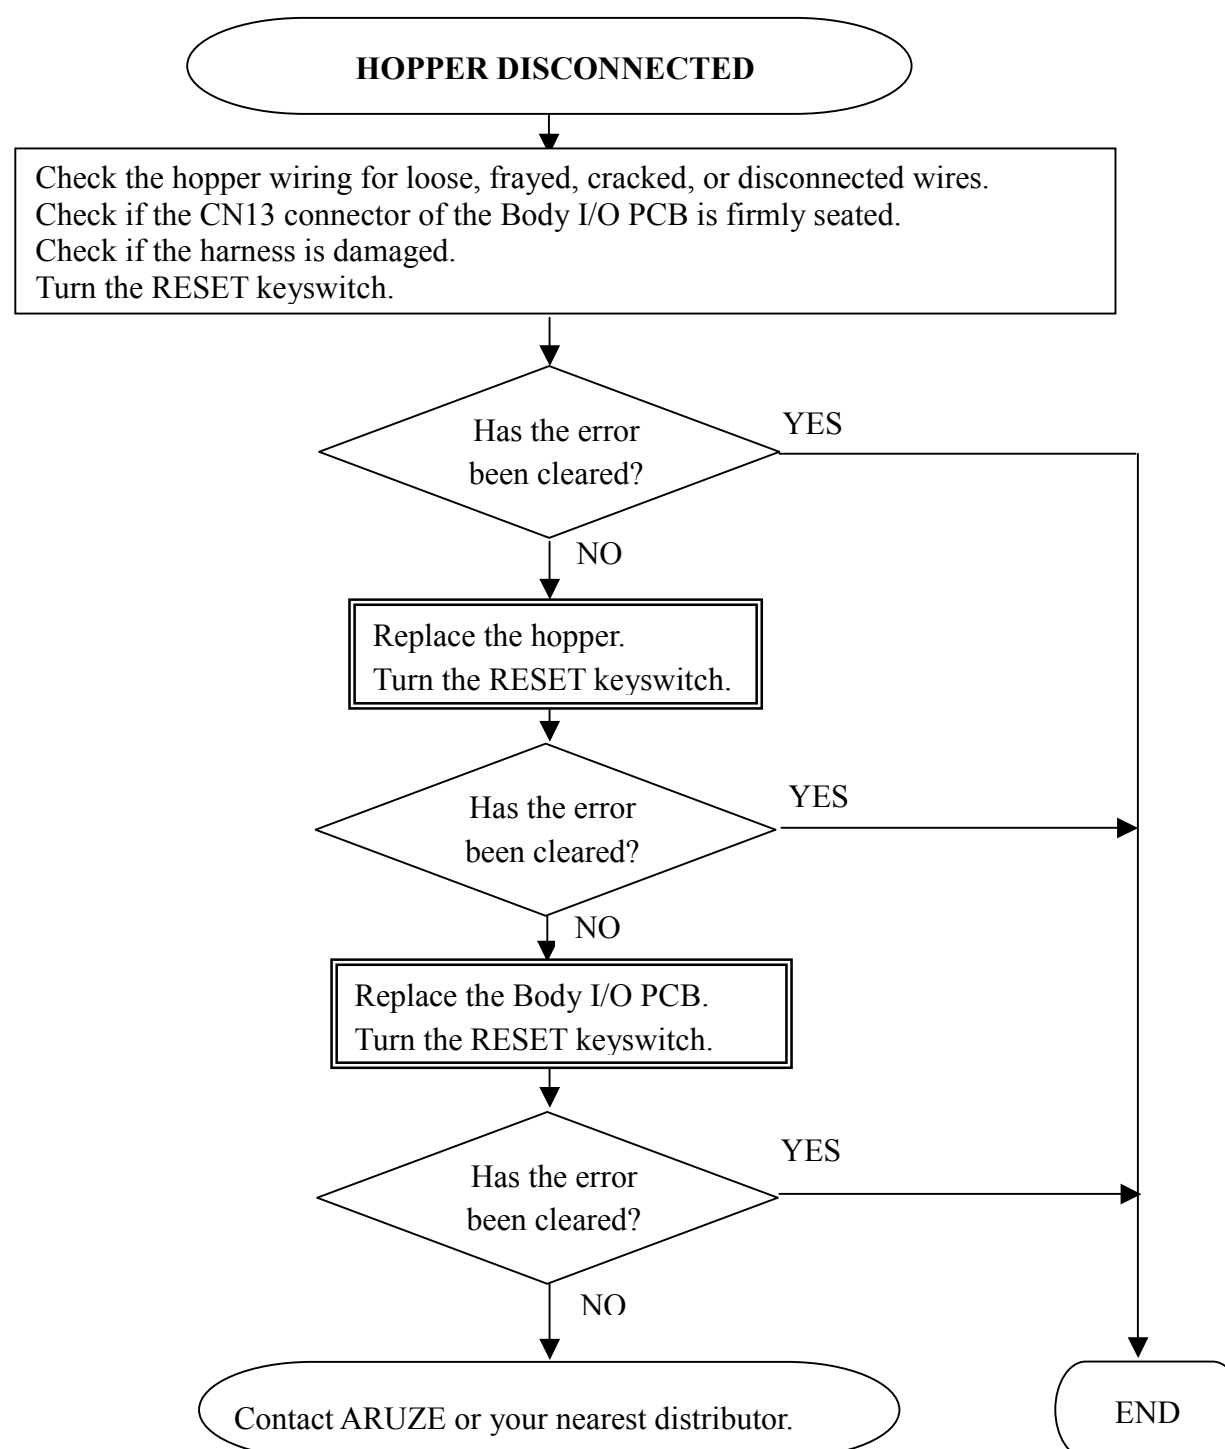 HOPPER DISCONNECTED
Check the hopper wiring for loose, frayed, cracked, or disconnected wires.
Check if the CN13 connector of the Body I/O PCB is firmly seated.
Check if the harness is damaged.
Turn the RESET keyswitch.
Has the error
been cleared?
YES
NO
Replace the hopper.
Turn the RESET keyswitch.
Has the error
been cleared?
YES
NO
Replace the Body I/O PCB.
Turn the RESET keyswitch.
Has the error
been cleared?
YES
NO
Contact ARUZE or your nearest distributor.
END